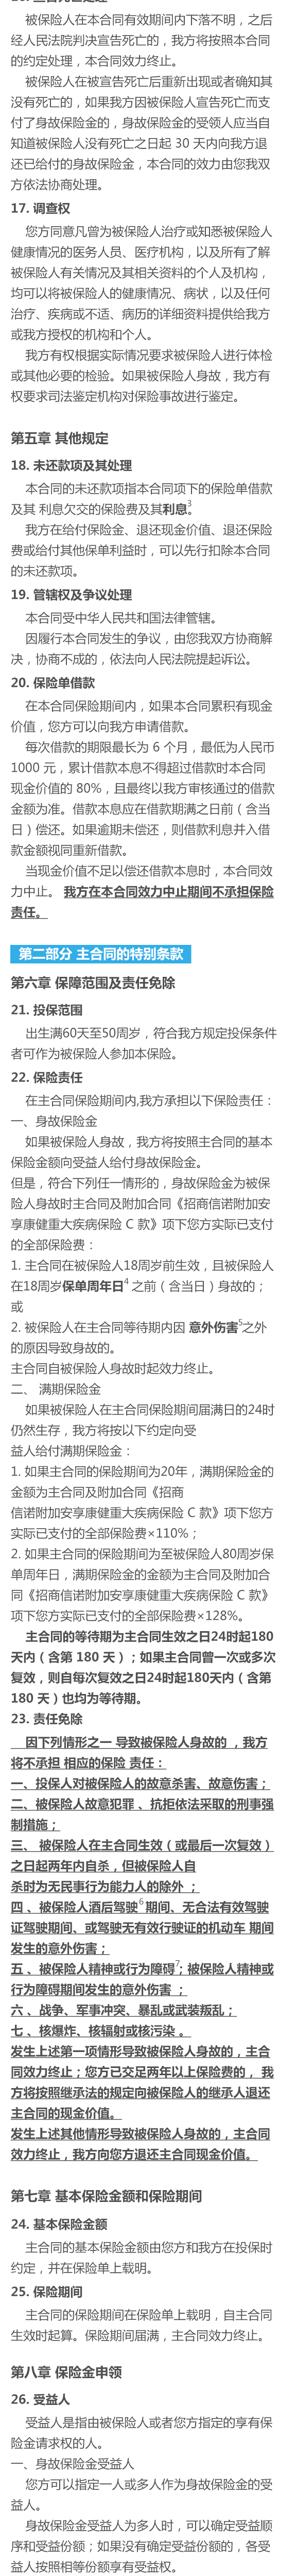 被保险人在本合同有效期间内下落不明，之后
经人民法院判决宣告死亡的，我方将按照本合同
的约定处理，本合同效力终止。
被保险人在被宣告死亡后重新出现或者确知其
没有死亡的，如果我方因被保险人宣告死亡而支
付了身故保险金的，身故保险金的受领人应当自
知道被保险人没有死亡之日起 30 天内向我方退
还已给付的身故保险金，本合同的效力由您我双
方依法协商处理。
17. 调查权
您方同意凡曾为被保险人治疗或知悉被保险人
健康情况的医务人员、医疗机构，以及所有了解
被保险人有关情况及其相关资料的个人及机构，
均可以将被保险人的健康情况、病状，以及任何
治疗、疾病或不适、病历的详细资料提供给我方
或我方授权的机构和个人。
我方有权根据实际情况要求被保险人进行体检
或其他必要的检验。如果被保险人身故，我方有
权要求司法鉴定机构对保险事故进行鉴定。
第五章 其他规定
18. 未还款项及其处理
本合同的未还款项指本合同项下的保险单借款
及其 利息欠交的保险费及其利息3。
我方在给付保险金、退还现金价值、退还保险
费或给付其他保单利益时，可以先行扣除本合同
的未还款项。
19. 管辖权及争议处理
本合同受中华人民共和国法律管辖。
因履行本合同发生的争议，由您我双方协商解
决，协商不成的，依法向人民法院提起诉讼。
20. 保险单借款
在本合同保险期间内，如果本合同累积有现金
价值，您方可以向我方申请借款。
每次借款的期限最长为 6 个月，最低为人民币
1000 元，累计借款本息不得超过借款时本合同
现金价值的 80%，且最终以我方审核通过的借款
金额为准。借款本息应在借款期满之日前（含当
日）偿还。如果逾期未偿还，则借款利息并入借
款金额视同重新借款。
当现金价值不足以偿还借款本息时，本合同效
力中止。 我方在本合同效力中止期间不承担保险
责任。
第二部分 主合同的特别条款
第六章 保障范围及责任免除
21. 投保范围
出生满60天至50周岁，符合我方规定投保条件
者可作为被保险人参加本保险。
22. 保险责任
在主合同保险期间内,我方承担以下保险责任：
一、身故保险金
如果被保险人身故，我方将按照主合同的基本
保险金额向受益人给付身故保险金。
但是，符合下列任一情形的，身故保险金为被保
险人身故时主合同及附加合同《招商信诺附加安
享康健重大疾病保险 C 款》项下您方实际已支付
的全部保险费：
1. 主合同在被保险人18周岁前生效，且被保险人
在18周岁保单周年日4 之前（含当日）身故的；
或
2. 被保险人在主合同等待期内因 意外伤害5之外
的原因导致身故的。
主合同自被保险人身故时起效力终止。
二、 满期保险金
如果被保险人在主合同保险期间届满日的24时
仍然生存，我方将按以下约定向受
益人给付满期保险金：
1. 如果主合同的保险期间为20年，满期保险金的
金额为主合同及附加合同《招商
信诺附加安享康健重大疾病保险 C 款》项下您方
实际已支付的全部保险费×110%；
2. 如果主合同的保险期间为至被保险人80周岁保
单周年日，满期保险金的金额为主合同及附加合
同《招商信诺附加安享康健重大疾病保险 C 款》
项下您方实际已支付的全部保险费×128%。
主合同的等待期为主合同生效之日24时起180
天内（含第 180 天）；如果主合同曾一次或多次
复效，则自每次复效之日24时起180天内（含第
180 天）也均为等待期。
23. 责任免除
因下列情形之一 导致被保险人身故的 ，我方
将不承担 相应的保险 责任：
一、投保人对被保险人的故意杀害、故意伤害；
二、被保险人故意犯罪 、抗拒依法采取的刑事强
制措施；
三、 被保险人在主合同生效（或最后一次复效）
之日起两年内自杀，但被保险人自
杀时为无民事行为能力人的除外 ；
四、被保险人酒后驾驶6 期间、无合法有效驾驶
证驾驶期间、或驾驶无有效行驶证的机动车 期间
发生的意外伤害；
五、被保险人精神或行为障碍7; 被保险人精神或
行为障碍期间发生的意外伤害 ；
六、战争、军事冲突、暴乱或武装叛乱；
七、核爆炸、核辐射或核污染 。
发生上述第一项情形导致被保险人身故的，主合
同效力终止；您方已交足两年以上保险费的， 我
方将按照继承法的规定向被保险人的继承人退还
主合同的现金价值。
发生上述其他情形导致被保险人身故的，主合同
效力终止，我方向您方退还主合同现金价值。
第七章 基本保险金额和保险期间
24. 基本保险金额
主合同的基本保险金额由您方和我方在投保时
约定，并在保险单上载明。
25. 保险期间
主合同的保险期间在保险单上载明，自主合同
生效时起算。保险期间届满，主合同效力终止。
第八章 保险金申领
26. 受益人
受益人是指由被保险人或者您方指定的享有保
险金请求权的人。
一、身故保险金受益人
您方可以指定一人或多人作为身故保险金的受
益人。
身故保险金受益人为多人时，可以确定受益顺
序和受益份额；如果没有确定受益份额的，各受
益人按照相等份额享有受益权。